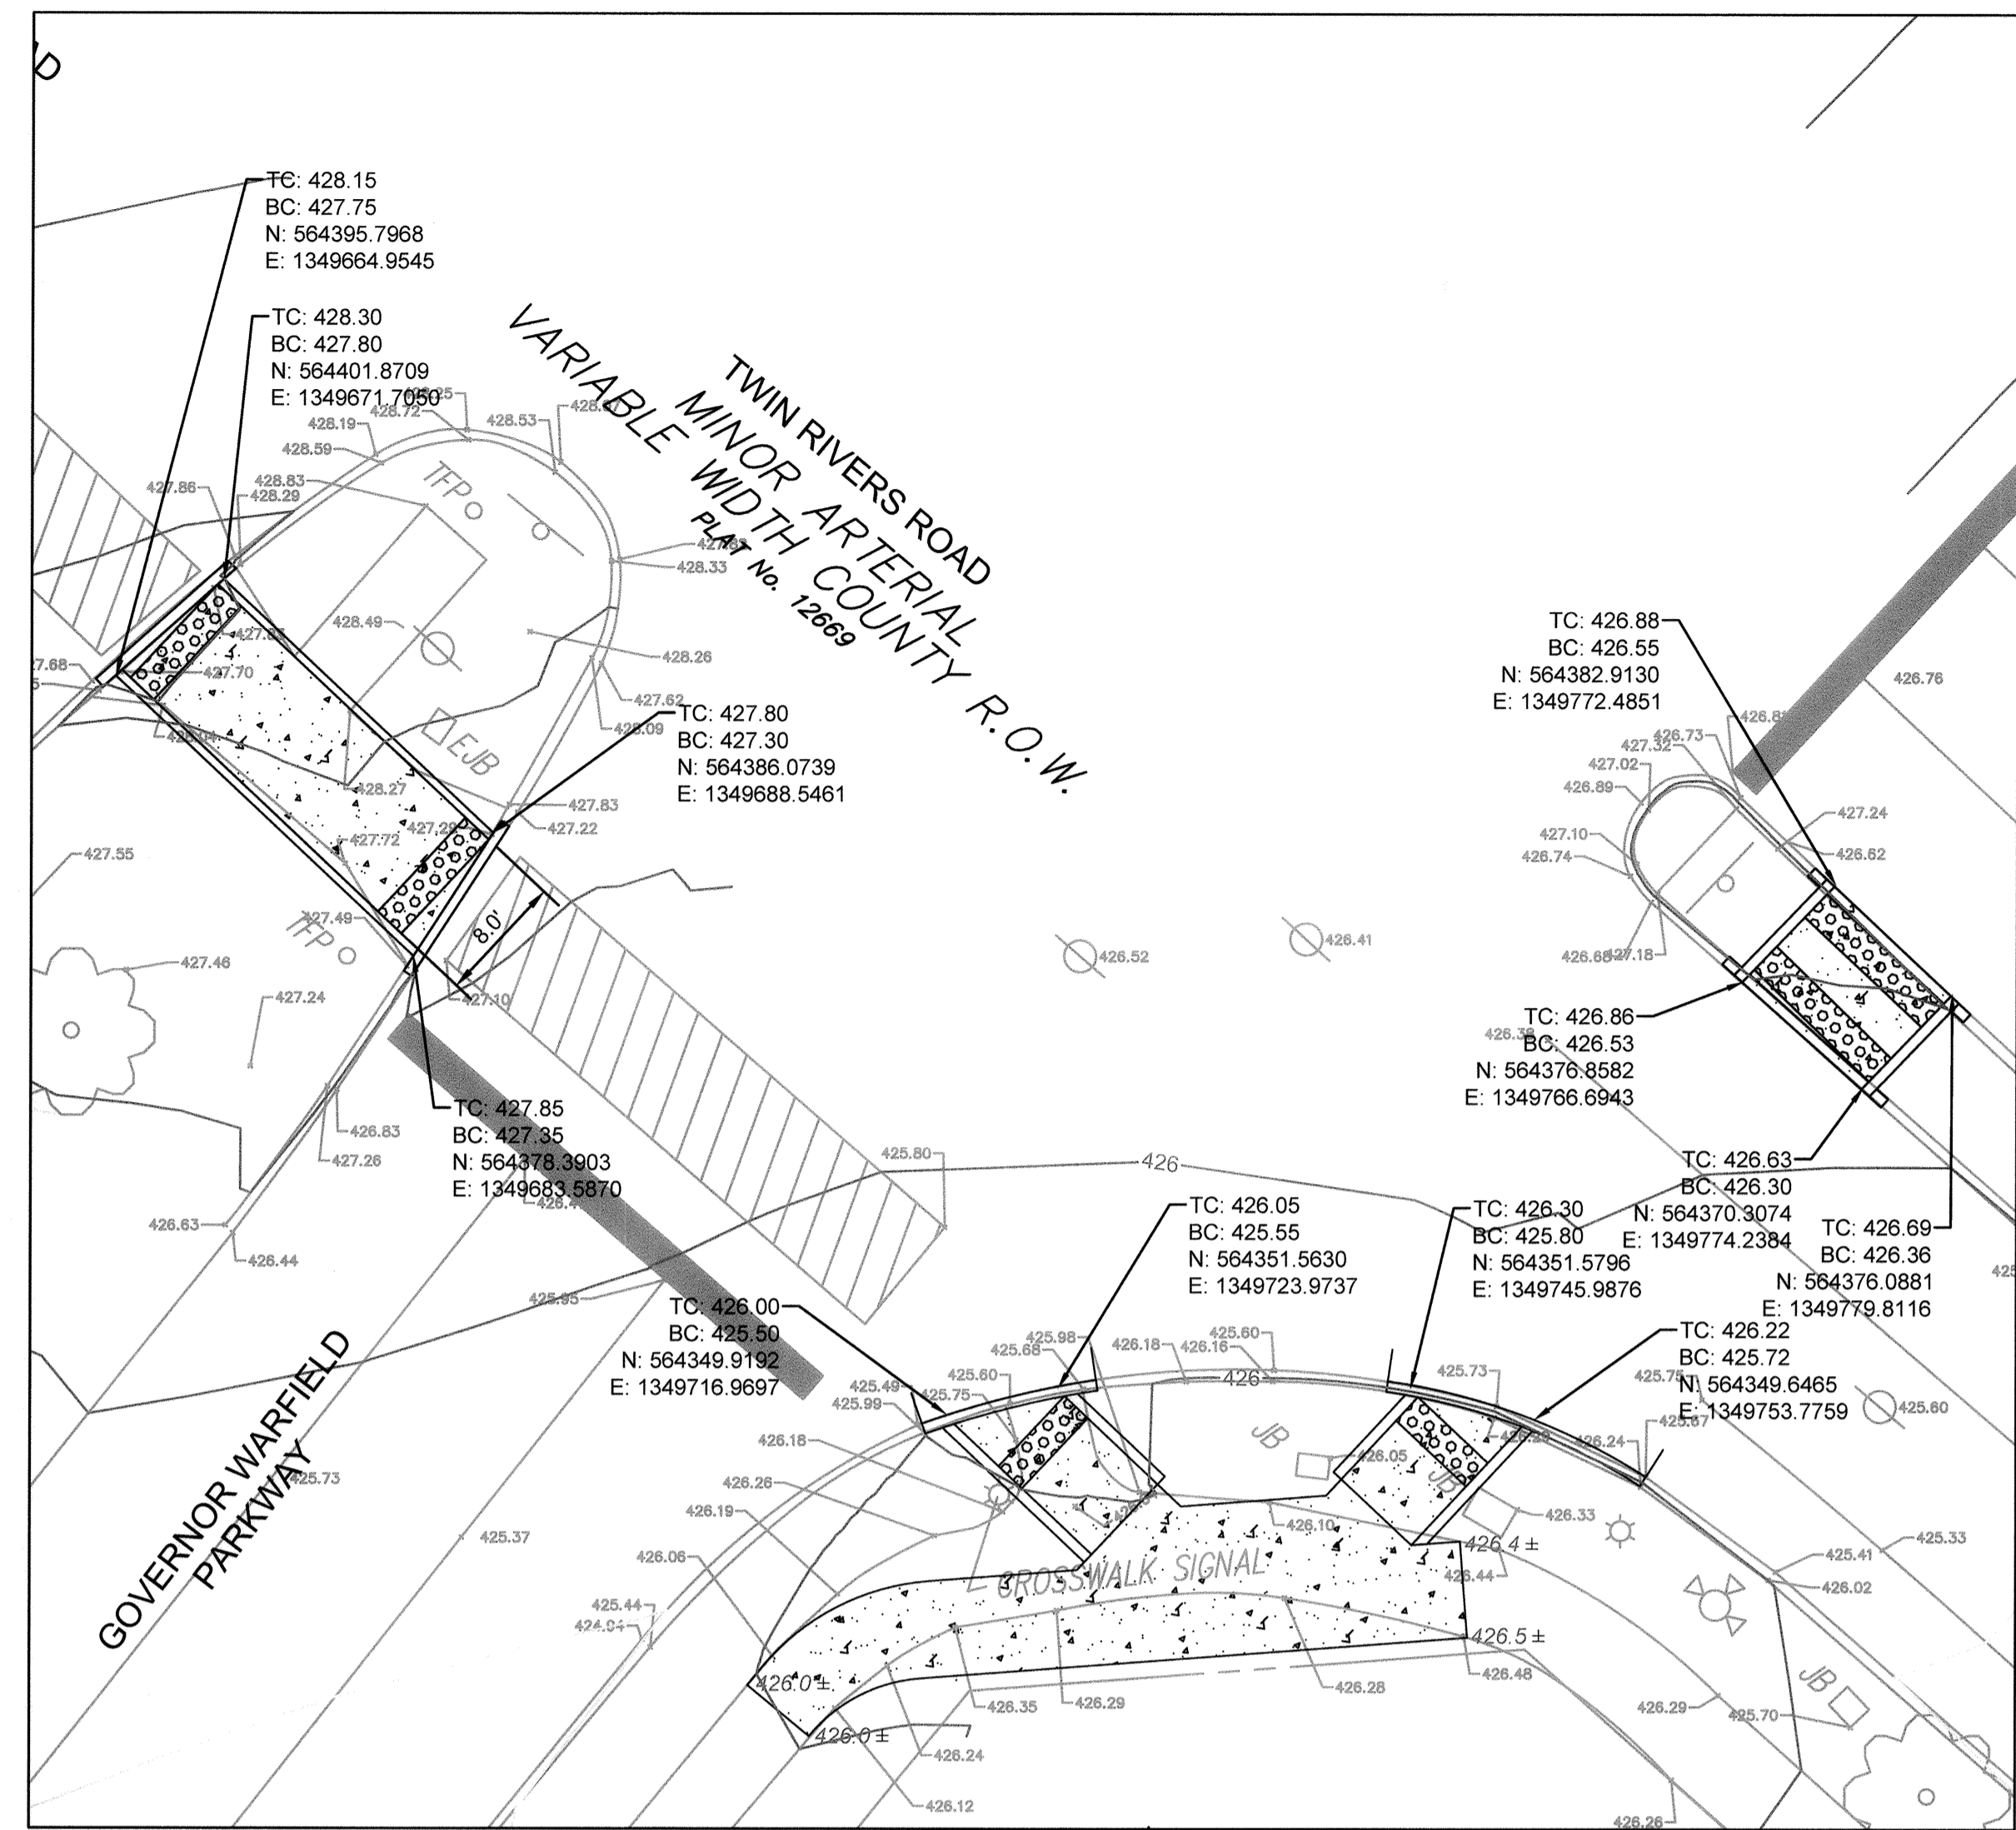 D
TC: 428.15
BC: 427.75
N: 564395.7968
E: 1349664.9545
TC: 428.30
BC: 427.80
N: 564401.8709
E: 1349671.7050
TWIN RIVERS ROAD
MINOR ARTERIAL
VARIABLE WIDTH COUNTY R.O.W.
PLAT No. 12669
428.72
428.53
428.19
428.59
428.83
427.86
428.29
TFP
428.33
428.49
428.26
427.70
427.62
EJB
TC: 427.80
BC: 427.30
N: 564386.0739
E: 1349688.5461
428.27
427.83
427.22
427.72
427.55
427.49
TFP
8.0'
427.46
427.24
427.10
426.52
426.41
TC: 426.88
BC: 426.55
N: 564382.9130
E: 1349772.4851
426.76
426.73
427.32
427.02
426.89
427.24
427.10
426.74
426.62
427.18
TC: 426.86
BC: 426.53
N: 564376.8582
E: 1349766.6943
TC: 427.85
BC: 427.35
N: 564378.3903
E: 1349683.5870
426.83
427.26
426.63
426.44
425.80
426
TC: 426.63
BC: 426.30
N: 564370.3074
E: 1349774.2384
TC: 426.69
BC: 426.36
N: 564376.0881
E: 1349779.8116
TC: 426.05
BC: 425.55
N: 564351.5630
E: 1349723.9737
TC: 426.30
BC: 425.80
N: 564351.5796
E: 1349745.9876
425.95
TC: 426.00
BC: 425.50
N: 564349.9192
E: 1349716.9697
TC: 426.22
BC: 425.72
N: 564349.6465
E: 1349753.7759
425.60
425.98
425.68
426.18
426.16
425.60
425.60
425.73
425.49
425.75
425.99
426
425.67
426.24
426.18
JB
426.05
JB
426.26
426.19
426.10
426.33
GOVERNOR WARFIELD
PARKWAY
425.73
425.37
426.06
426.4 ±
426.44
425.33
425.41
426.02
CROSSWALK SIGNAL
425.44
426.5 ±
426.48
426.0 ±
426.35
426.29
426.28
426.29
425.70
JB
426.0 ±
426.24
426.12
426.26